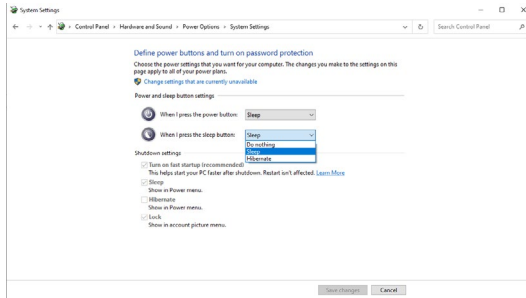 System Settings
Control Panel > Hardware and Sound > Power Options > System Settings
Search Control Panel
Define power buttons and turn on password protection
Choose the power settings that you want for your computer. The changes you make to the settings on this
page apply to all of your power plans.
Change settings that are currently unavailable
Power and sleep button settings
When I press the power button: Sleep
When I press the sleep button: Sleep
Do nothing
Sleep
Hibernate
Shutdown settings
Turn on fast startup (recommended)
This helps start your PC faster after shutdown. Restart isn't affected. Learn More
Sleep
Show in Power menu.
Hibernate
Show in Power menu.
Lock
Show in account picture menu.
Save changes Cancel